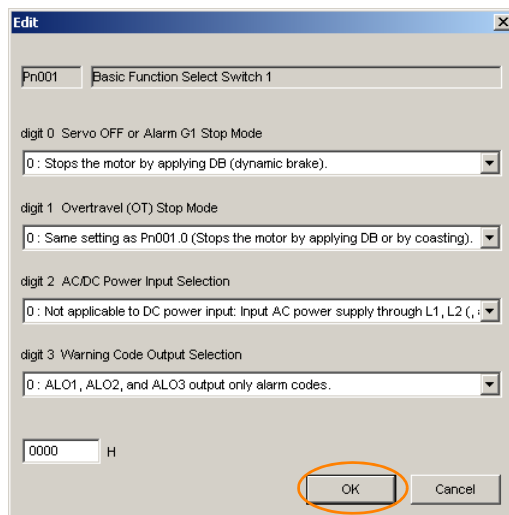 Edit
Pn001 Basic Function Select Switch 1
digit 0 Servo OFF or Alarm G1 Stop Mode
0 : Stops the motor by applying DB (dynamic brake).
digit 1 Overtravel (OT) Stop Mode
0 : Same setting as Pn001.0 (Stops the motor by applying DB or by coasting).
digit 2 AC/DC Power Input Selection
0 : Not applicable to DC power input: Input AC power supply through L1, L2 (,
digit 3 Warning Code Output Selection
0 : ALO1, ALO2, and ALO3 output only alarm codes.
0000 H
OK Cancel